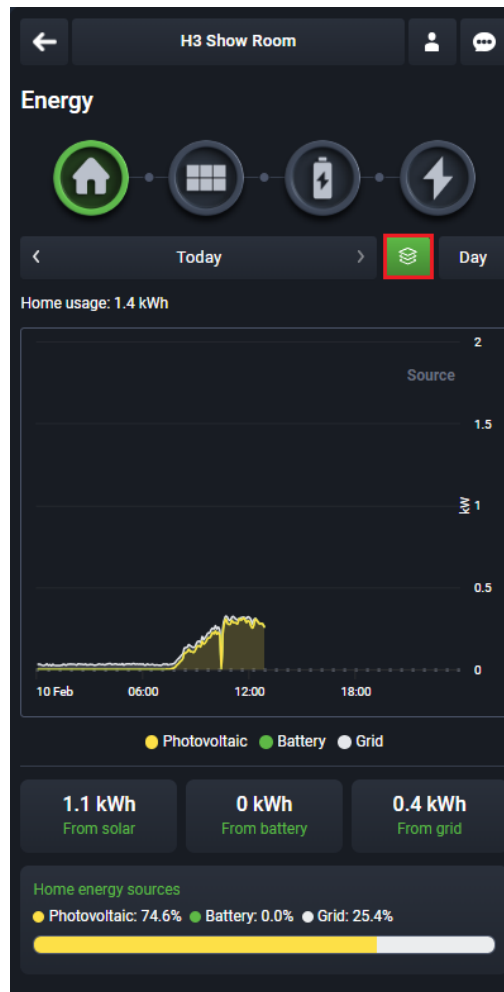 H3 Show Room
Energy
Today
Day
Home usage: 1.4 kWh
2
Source
1.5
kW
1
0.5
0
10 Feb 06:00 12:00 18:00
Photovoltaic Battery Grid
1.1 kWh 0 kWh 0.4 kWh
From solar From battery From grid
Home energy sources
Photovoltaic: 74.6% Battery: 0.0% Grid: 25.4%